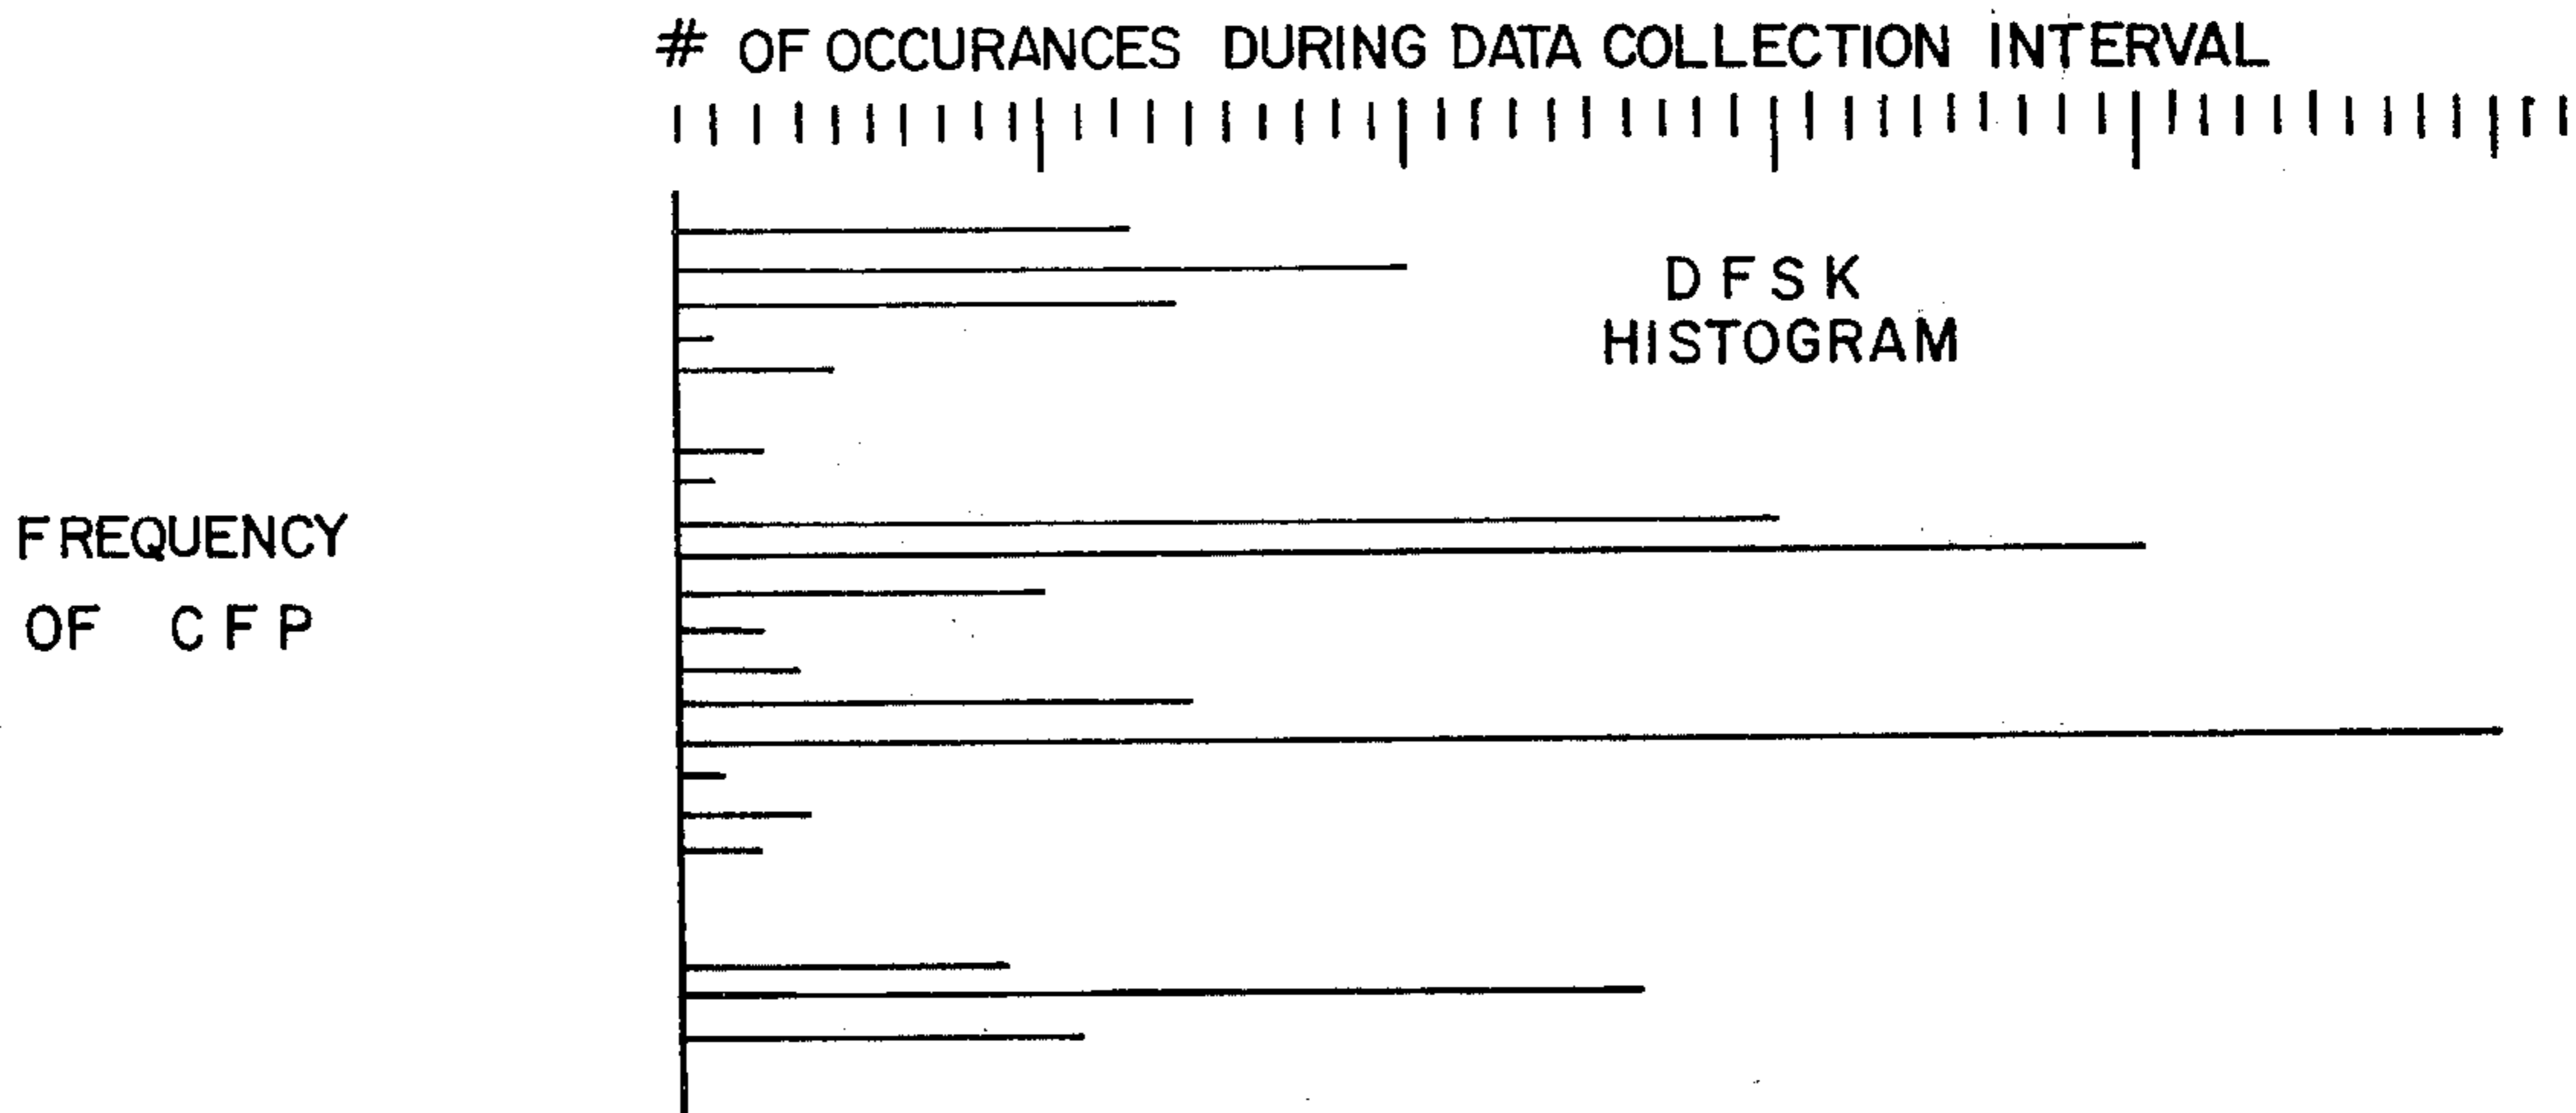 # OF OCCURANCES DURING DATA COLLECTION INTERVAL
DFSK
HISTOGRAM
FREQUENCY
OF CFP